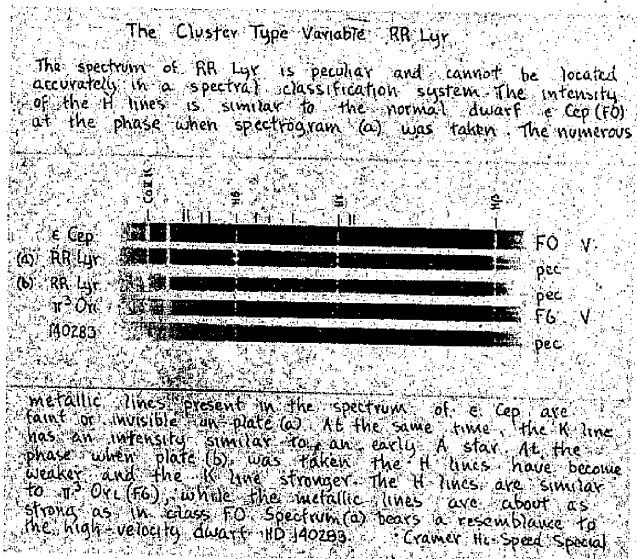 The Cluster Type Variable RR Lyr
The spectrum of RR Lyr is peculiar and cannot be located
accurately in a spectral classification system. The intensity
of the H lines is similar to the normal dwarf ε Cep (F0)
at the phase when spectrogram (a) was taken. The numerous
CaII K Hδ Hγ Hβ
ε Cep F0 V
(a) RR Lyr pec
(b) RR Lyr pec
π³ Ori F6 V
140283 pec
metallic lines present in the spectrum of ε Cep are
faint or invisible on plate (a). At the same time, the K line
has an intensity similar to an early A star. At the
phase when plate (b) was taken the H lines have become
weaker and the K line stronger. The H lines are similar
to π³ Ori (F6), while the metallic lines are about as
strong as in class F0. Spectrum (a) bears a resemblance to
the high-velocity dwarf HD 140283. Cramer Hi-Speed Special